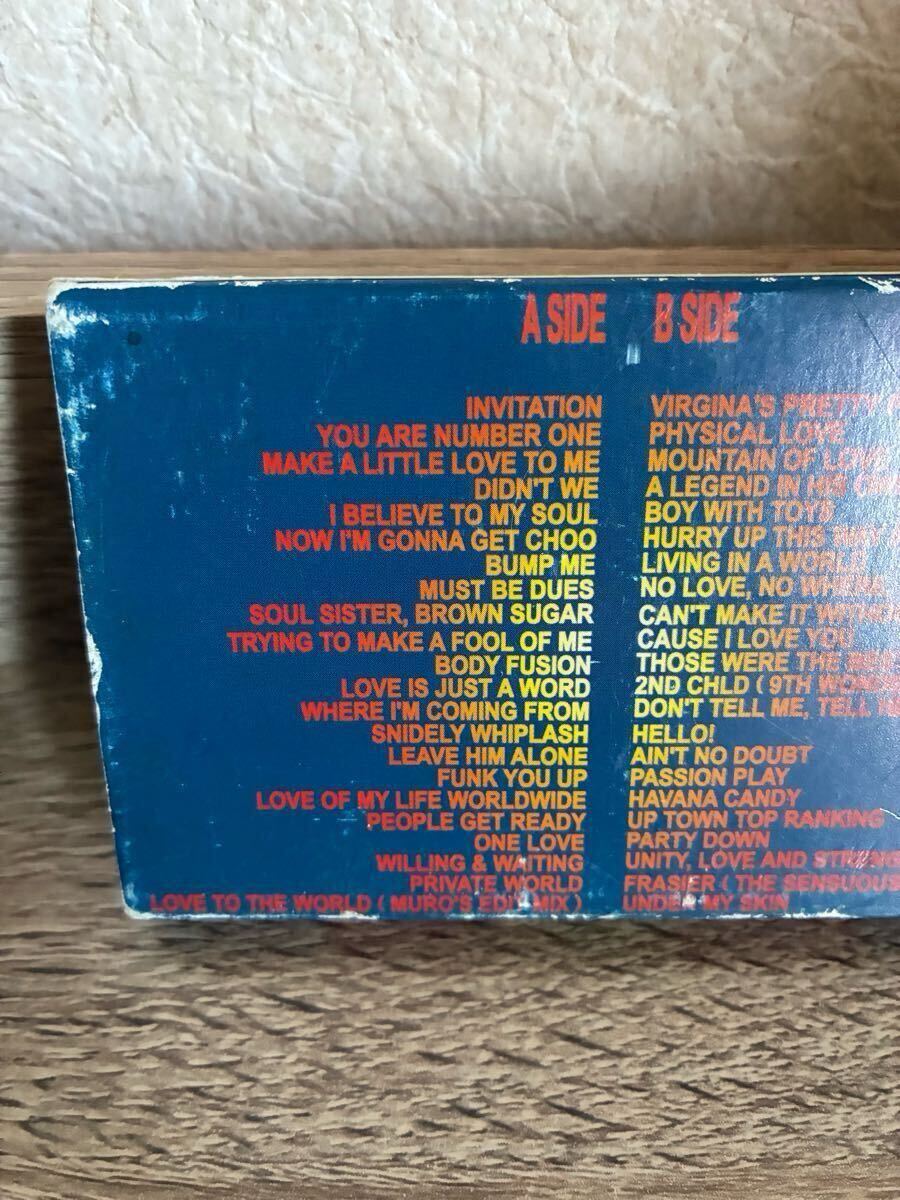 A SIDE
INVITATION
YOU ARE NUMBER ONE
MAKE A LITTLE LOVE TO ME
DIDN'T WE
I BELIEVE TO MY SOUL
NOW I'M GONNA GET CHOO
BUMP ME
MUST BE DUES
SOUL SISTER, BROWN SUGAR
TRYING TO MAKE A FOOL OF ME
BODY FUSION
LOVE IS JUST A WORD
WHERE I'M COMING FROM
SNIDELY WHIPLASH
LEAVE HIM ALONE
FUNK YOU UP
LOVE OF MY LIFE WORLDWIDE
PEOPLE GET READY
ONE LOVE
WILLING & WAITING
PRIVATE WORLD
LOVE TO THE WORLD ( MURO'S EDIT MIX )
B SIDE
VIRGINA'S PRETTY
PHYSICAL LOVE
MOUNTAIN OF LOVE
A LEGEND IN HIS OWN
BOY WITH TOYS
HURRY UP THIS WAY
LIVING IN A WORLD
NO LOVE, NO WHERE
CAN'T MAKE IT WITHOUT
CAUSE I LOVE YOU
THOSE WERE THE BEST
2ND CHLD ( 9TH WONDER
DON'T TELL ME, TELL
HELLO!
AIN'T NO DOUBT
PASSION PLAY
HAVANA CANDY
UP TOWN TOP RANKING
PARTY DOWN
UNITY, LOVE AND
FRASIER ( THE SENSUOUS
UNDER MY SKIN